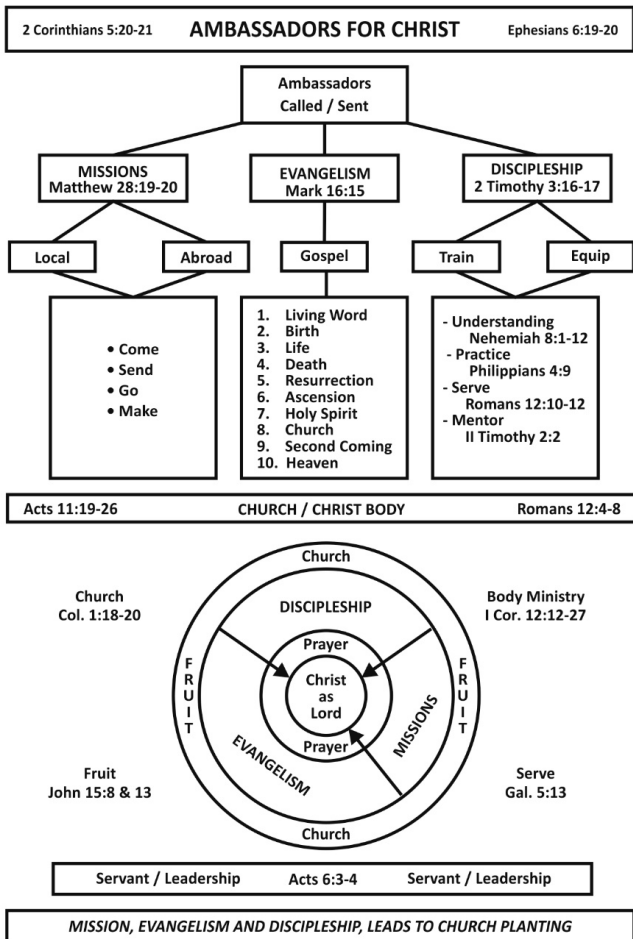 2 Corinthians 5:20-21 AMBASSADORS FOR CHRIST Ephesians 6:19-20
Ambassadors
Called / Sent
MISSIONS
Matthew 28:19-20
EVANGELISM
Mark 16:15
DISCIPLESHIP
2 Timothy 3:16-17
Local
Abroad
Gospel
Train
Equip
• Come
• Send
• Go
• Make
1. Living Word
2. Birth
3. Life
4. Death
5. Resurrection
6. Ascension
7. Holy Spirit
8. Church
9. Second Coming
10. Heaven
- Understanding
Nehemiah 8:1-12
- Practice
Philippians 4:9
- Serve
Romans 12:10-12
- Mentor
II Timothy 2:2
Acts 11:19-26 CHURCH / CHRIST BODY Romans 12:4-8
Church
Col. 1:18-20
Body Ministry
I Cor. 12:12-27
Church
DISCIPLESHIP
Prayer
FRUIT
Christ
as
Lord
FRUIT
Prayer
EVANGELISM
MISSIONS
Church
Fruit
John 15:8 & 13
Serve
Gal. 5:13
Servant / Leadership Acts 6:3-4 Servant / Leadership
MISSION, EVANGELISM AND DISCIPLESHIP, LEADS TO CHURCH PLANTING